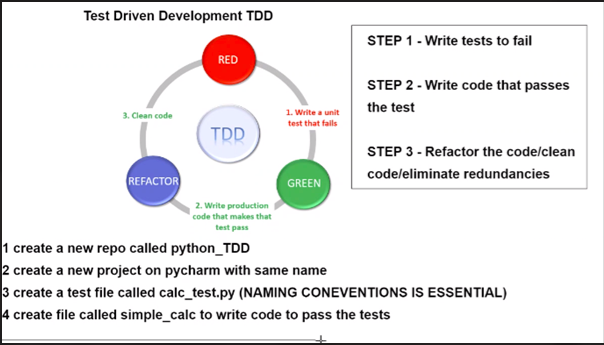 Test Driven Development TDD
RED
3. Clean code
1. Write a unit
test that fails
TDD
REFACTOR
GREEN
2. Write production
code that makes that
test pass
STEP 1 - Write tests to fail
STEP 2 - Write code that passes
the test
STEP 3 - Refactor the code/clean
code/eliminate redundancies
1 create a new repo called python_TDD
2 create a new project on pycharm with same name
3 create a test file called calc_test.py (NAMING CONEVENTIONS IS ESSENTIAL)
4 create file called simple_calc to write code to pass the tests